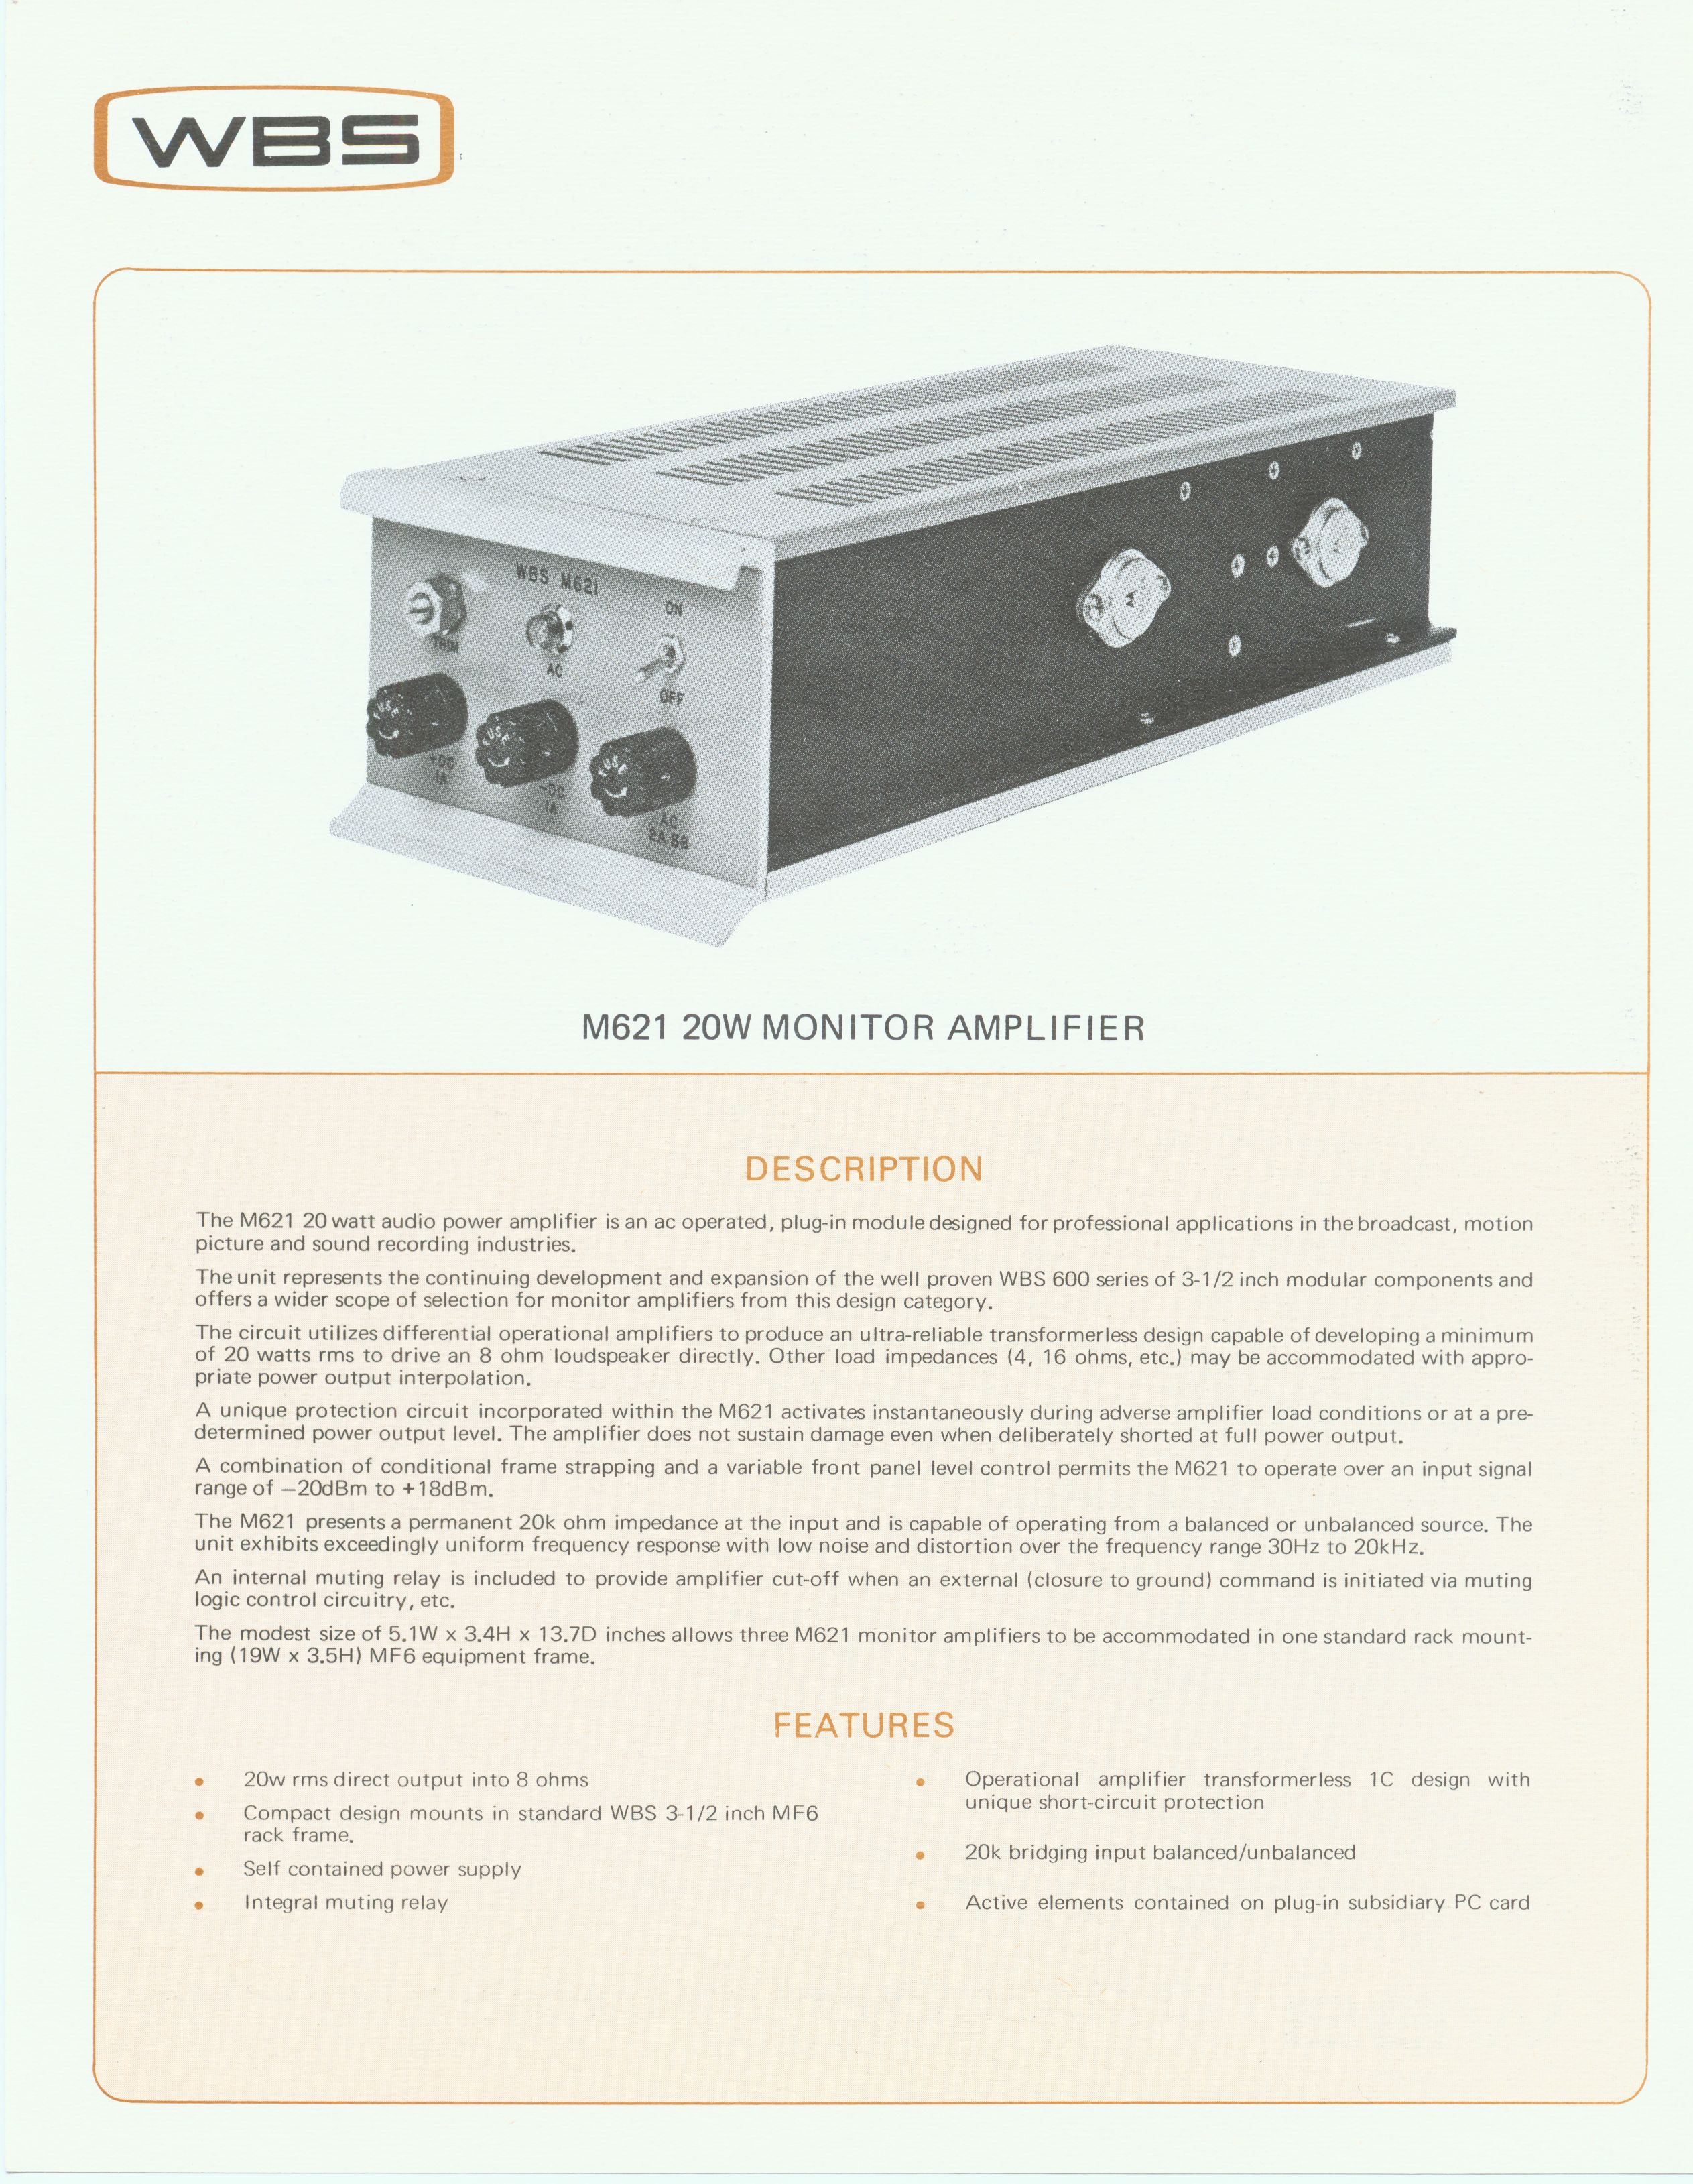 WBS
WBS M621
TRIM
AC
ON
OFF
FUSE
FUSE
FUSE
+DC
1A
-DC
1A
AC
2A SB
M621 20W MONITOR AMPLIFIER
DESCRIPTION
The M621 20 watt audio power amplifier is an ac operated, plug-in module designed for professional applications in the broadcast, motion
picture and sound recording industries.
The unit represents the continuing development and expansion of the well proven WBS 600 series of 3-1/2 inch modular components and
offers a wider scope of selection for monitor amplifiers from this design category.
The circuit utilizes differential operational amplifiers to produce an ultra-reliable transformerless design capable of developing a minimum
of 20 watts rms to drive an 8 ohm loudspeaker directly. Other load impedances (4, 16 ohms, etc.) may be accommodated with appro-
priate power output interpolation.
A unique protection circuit incorporated within the M621 activates instantaneously during adverse amplifier load conditions or at a pre-
determined power output level. The amplifier does not sustain damage even when deliberately shorted at full power output.
A combination of conditional frame strapping and a variable front panel level control permits the M621 to operate over an input signal
range of −20dBm to +18dBm.
The M621 presents a permanent 20k ohm impedance at the input and is capable of operating from a balanced or unbalanced source. The
unit exhibits exceedingly uniform frequency response with low noise and distortion over the frequency range 30Hz to 20kHz.
An internal muting relay is included to provide amplifier cut-off when an external (closure to ground) command is initiated via muting
logic control circuitry, etc.
The modest size of 5.1W x 3.4H x 13.7D inches allows three M621 monitor amplifiers to be accommodated in one standard rack mount-
ing (19W x 3.5H) MF6 equipment frame.
FEATURES
• 20w rms direct output into 8 ohms
• Compact design mounts in standard WBS 3-1/2 inch MF6
rack frame.
• Self contained power supply
• Integral muting relay
• Operational amplifier transformerless 1C design with
unique short-circuit protection
• 20k bridging input balanced/unbalanced
• Active elements contained on plug-in subsidiary PC card